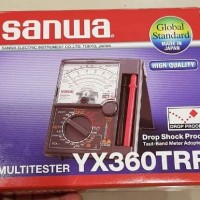 sanwa
SANWA ELECTRIC INSTRUMENT CO.,LTD. TOKYO, JAPAN
Global
Standard
MADE IN
JAPAN
HIGH QUALITY
DROP PROOF
Drop Shock Proof
Taut-Band Meter Adopted
MULTITESTER YX360TRF